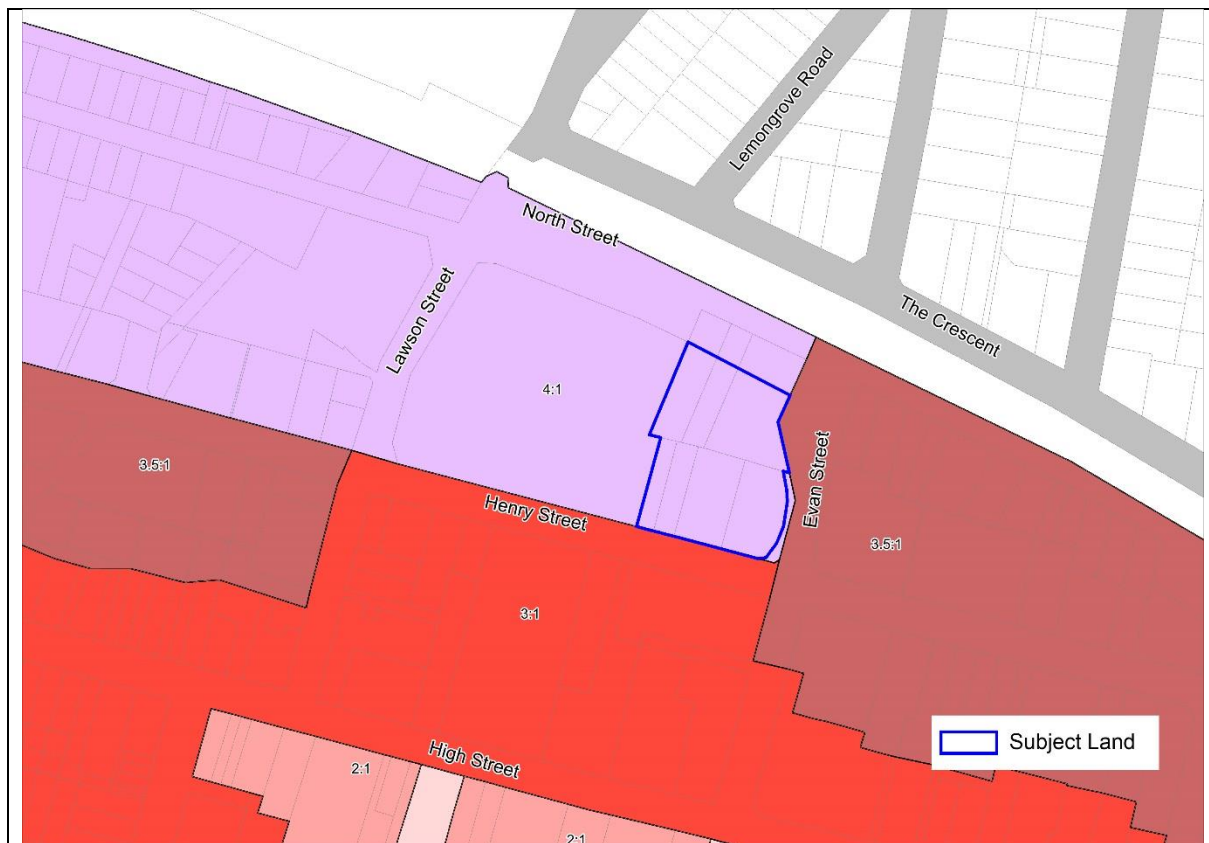 Lemongrove Road
North Street
The Crescent
Lawson Street
4:1
Evan Street
3.5:1
Henry Street
3.5:1
3:1
Subject Land
High Street
2:1
2:1